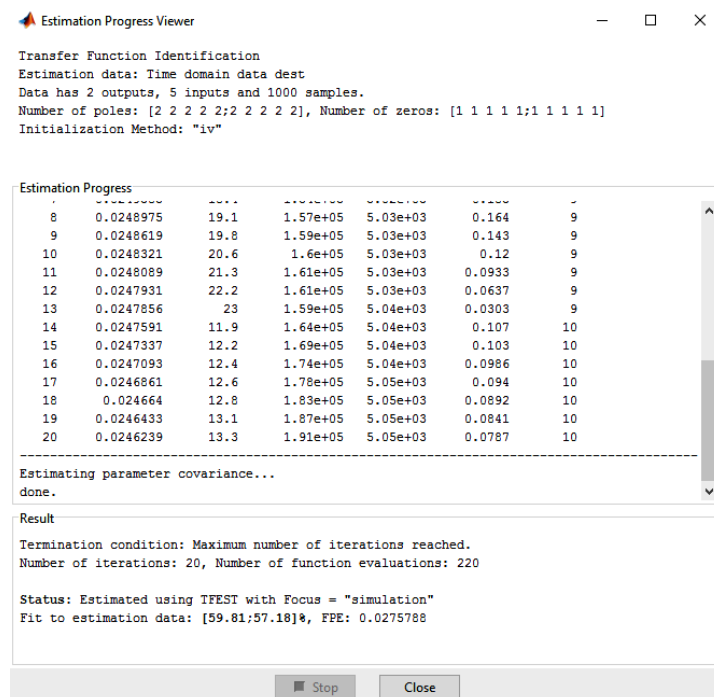 Estimation Progress Viewer
Transfer Function Identification
Estimation data: Time domain data dest
Data has 2 outputs, 5 inputs and 1000 samples.
Number of poles: [2 2 2 2 2;2 2 2 2 2], Number of zeros: [1 1 1 1 1;1 1 1 1 1]
Initialization Method: "iv"
Estimation Progress
8 0.0248975 19.1 1.57e+05 5.03e+03 0.164 9
9 0.0248619 19.8 1.59e+05 5.03e+03 0.143 9
10 0.0248321 20.6 1.6e+05 5.03e+03 0.12 9
11 0.0248089 21.3 1.61e+05 5.03e+03 0.0933 9
12 0.0247931 22.2 1.61e+05 5.03e+03 0.0637 9
13 0.0247856 23 1.59e+05 5.04e+03 0.0303 9
14 0.0247591 11.9 1.64e+05 5.04e+03 0.107 10
15 0.0247337 12.2 1.69e+05 5.04e+03 0.103 10
16 0.0247093 12.4 1.74e+05 5.04e+03 0.0986 10
17 0.0246861 12.6 1.78e+05 5.05e+03 0.094 10
18 0.024664 12.8 1.83e+05 5.05e+03 0.0892 10
19 0.0246433 13.1 1.87e+05 5.05e+03 0.0841 10
20 0.0246239 13.3 1.91e+05 5.05e+03 0.0787 10
--------------------------------------------------------------------------------------------
Estimating parameter covariance...
done.
Result
Termination condition: Maximum number of iterations reached.
Number of iterations: 20, Number of function evaluations: 220
Status: Estimated using TFEST with Focus = "simulation"
Fit to estimation data: [59.81;57.18]%, FPE: 0.0275788
Stop Close